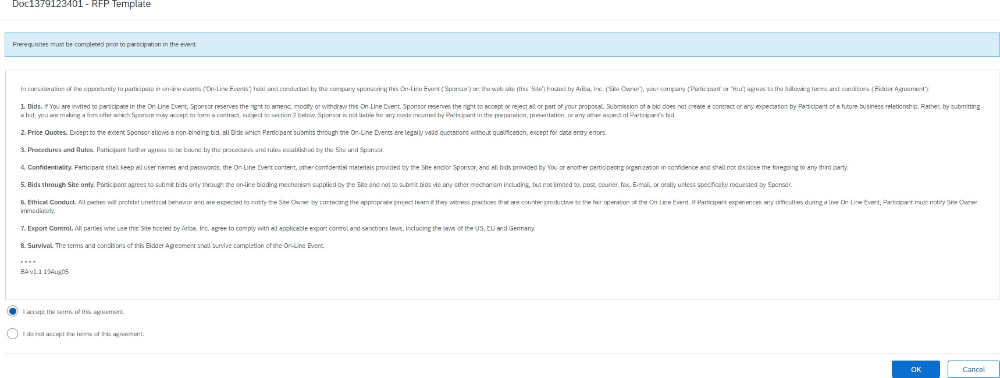 Doc1379123401 - RFP Template
Prerequisites must be completed prior to participation in the event.
In consideration of the opportunity to participate in on-line events ('On-Line Events') held and conducted by the company sponsoring this On-Line Event ('Sponsor') on the web site (this 'Site') hosted by Ariba, Inc. ('Site Owner'), your company ('Participant' or 'You') agrees to the following terms and conditions ('Bidder Agreement'):
1. Bids. If You are invited to participate in the On-Line Event, Sponsor reserves the right to amend, modify or withdraw this On-Line Event. Sponsor reserves the right to accept or reject all or part of your proposal. Submission of a bid does not create a contract or any expectation by Participant of a future business relationship. Rather, by submitting
a bid, you are making a firm offer which Sponsor may accept to form a contract, subject to section 2 below. Sponsor is not liable for any costs incurred by Participant in the preparation, presentation, or any other aspect of Participant's bid.
2. Price Quotes. Except to the extent Sponsor allows a non-binding bid, all Bids which Participant submits through the On-Line Events are legally valid quotations without qualification, except for data entry errors.
3. Procedures and Rules. Participant further agrees to be bound by the procedures and rules established by the Site and Sponsor.
4. Confidentiality. Participant shall keep all user names and passwords, the On-Line Event content, other confidential materials provided by the Site and/or Sponsor, and all bids provided by You or another participating organization in confidence and shall not disclose the foregoing to any third party.
5. Bids through Site only. Participant agrees to submit bids only through the on-line bidding mechanism supplied by the Site and not to submit bids via any other mechanism including, but not limited to, post, courier, fax, E-mail, or orally unless specifically requested by Sponsor.
6. Ethical Conduct. All parties will prohibit unethical behavior and are expected to notify the Site Owner by contacting the appropriate project team if they witness practices that are counter-productive to the fair operation of the On-Line Event. If Participant experiences any difficulties during a live On-Line Event, Participant must notify Site Owner
immediately.
7. Export Control. All parties who use this Site hosted by Ariba, Inc. agree to comply with all applicable export control and sanctions laws, including the laws of the US, EU and Germany.
8. Survival. The terms and conditions of this Bidder Agreement shall survive completion of the On-Line Event.
* * * *
BA v1.1 19Aug05
I accept the terms of this agreement.
I do not accept the terms of this agreement.
OK
Cancel